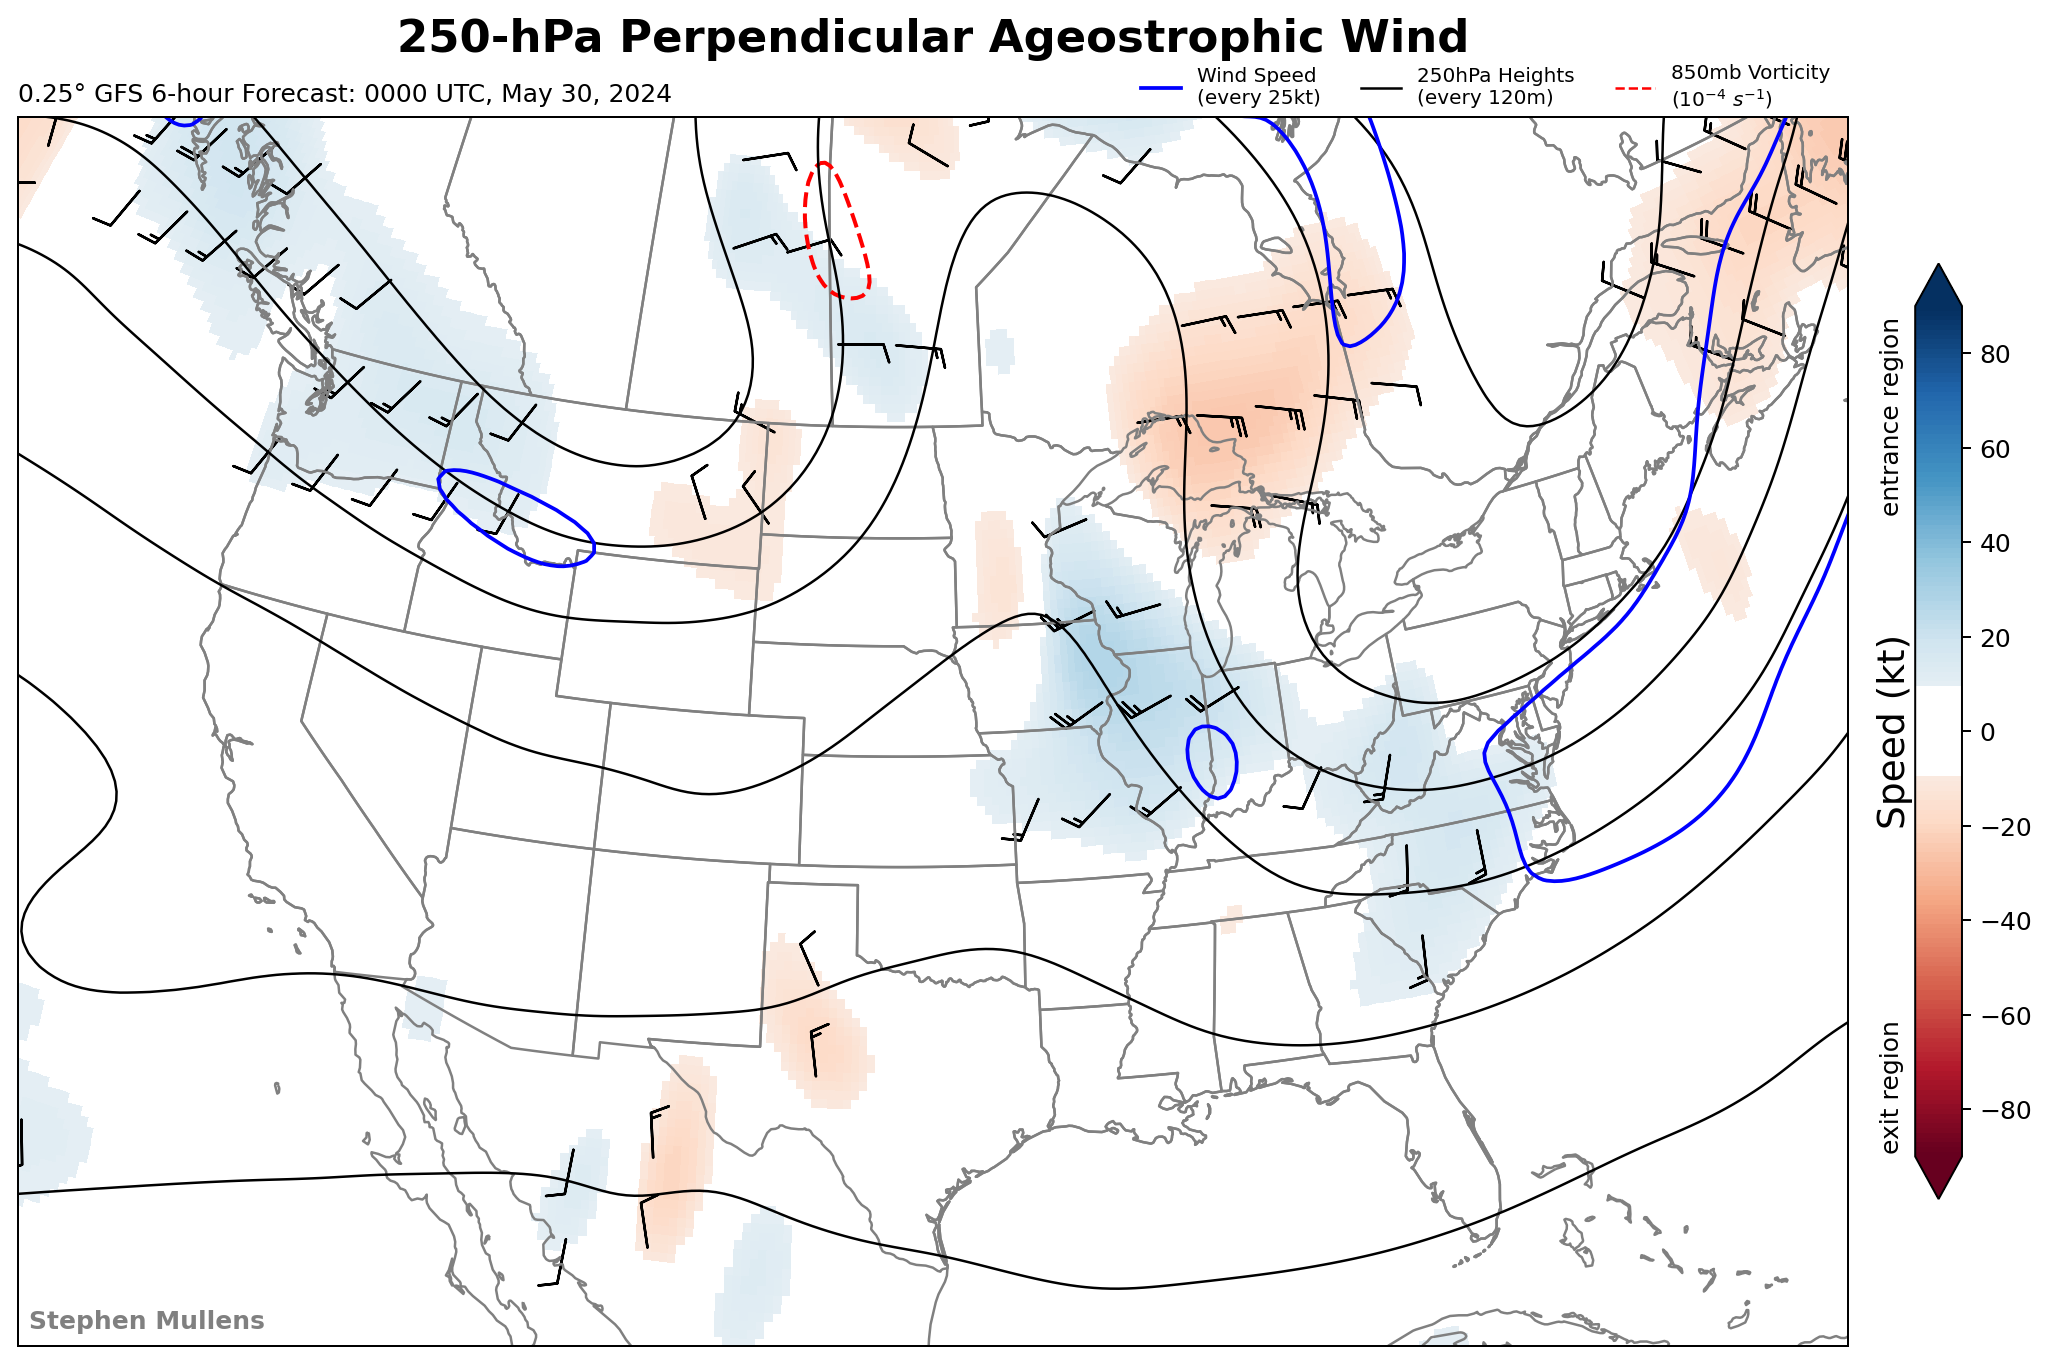 250-hPa Perpendicular Ageostrophic Wind
0.25° GFS 6-hour Forecast: 0000 UTC, May 30, 2024
Wind Speed
(every 25kt)
250hPa Heights
(every 120m)
850mb Vorticity
(10⁻⁴ s⁻¹)
80
60
40
20
0
−20
−40
−60
−80
entrance region
Speed (kt)
exit region
Stephen Mullens